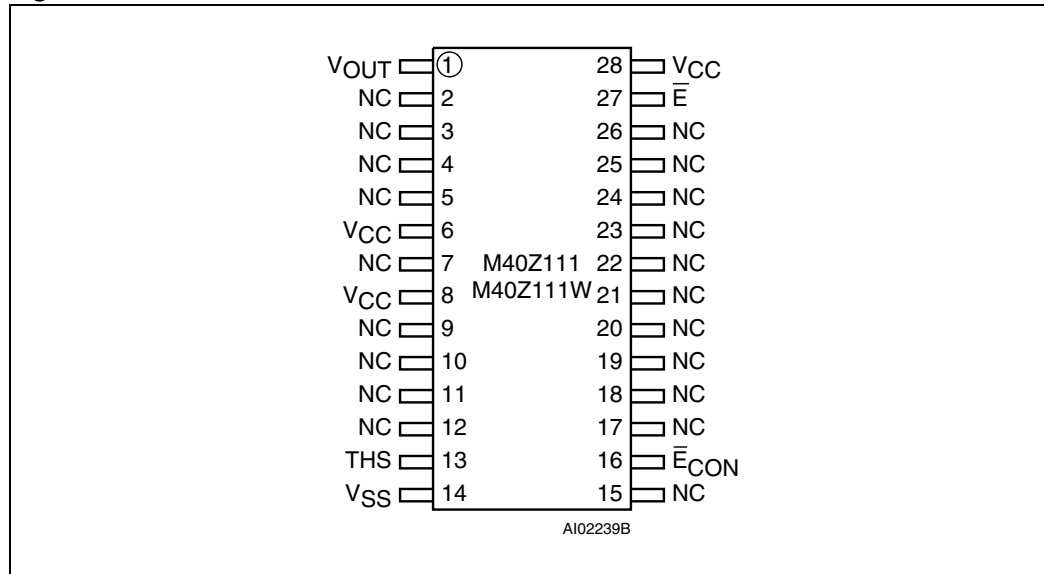 VOUT 1 28 VCC
NC 2 27 E̅
NC 3 26 NC
NC 4 25 NC
NC 5 24 NC
VCC 6 23 NC
NC 7 M40Z111 22 NC
VCC 8 M40Z111W 21 NC
NC 9 20 NC
NC 10 19 NC
NC 11 18 NC
NC 12 17 NC
THS 13 16 E̅CON
VSS 14 15 NC
AI02239B